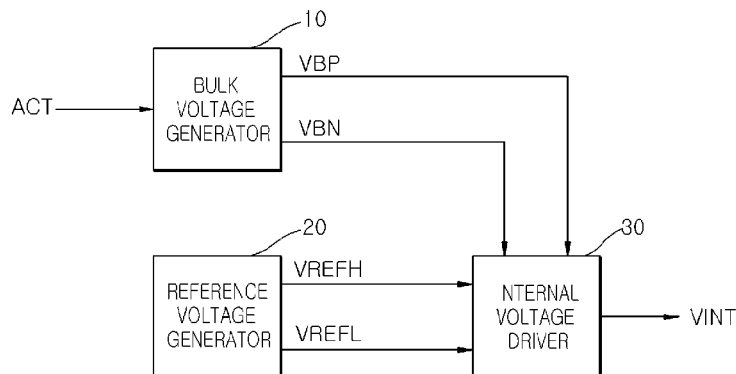 10
BULK
VOLTAGE
GENERATOR
ACT
VBP
VBN
20
REFERENCE
VOLTAGE
GENERATOR
VREFH
VREFL
30
NTERNAL
VOLTAGE
DRIVER
VINT